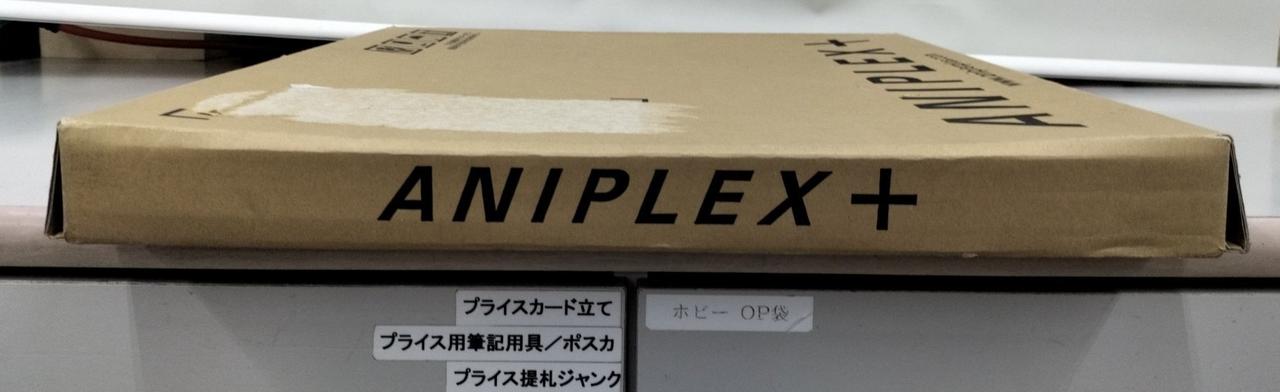 ANIPLEX+
ANIPLEX+
プライスカード立て
プライス用筆記用具／ポスカ
プライス提札ジャンク
ホビー OP袋